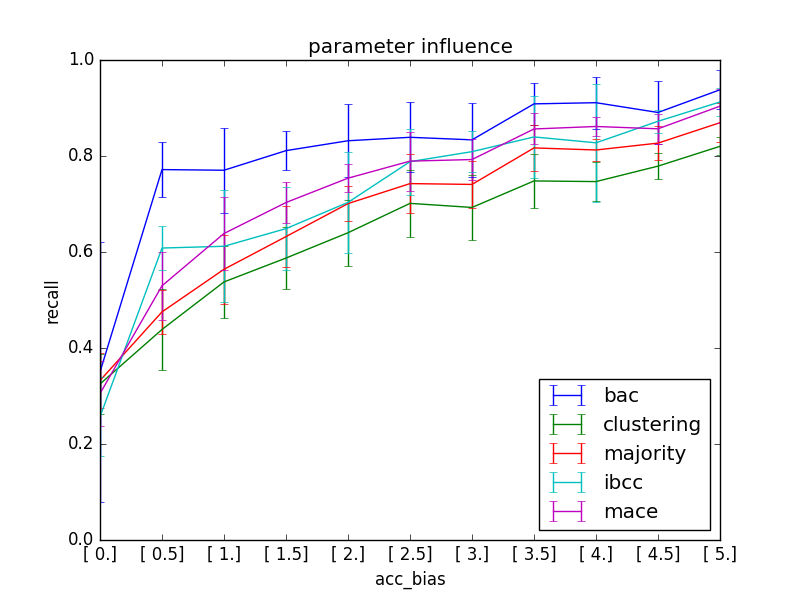 parameter influence
1.0
0.8
0.6
0.4
0.2
0.0
recall
bac
clustering
majority
ibcc
mace
[ 0.] [ 0.5] [ 1.] [ 1.5] [ 2.] [ 2.5] [ 3.] [ 3.5] [ 4.] [ 4.5] [ 5.]
acc_bias